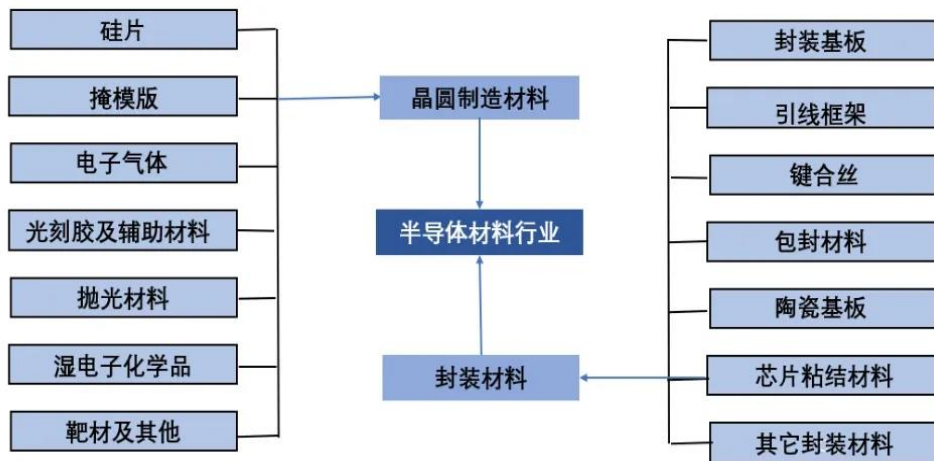 硅片
掩模版
电子气体
光刻胶及辅助材料
抛光材料
湿电子化学品
靶材及其他
晶圆制造材料
半导体材料行业
封装材料
封装基板
引线框架
键合丝
包封材料
陶瓷基板
芯片粘结材料
其它封装材料